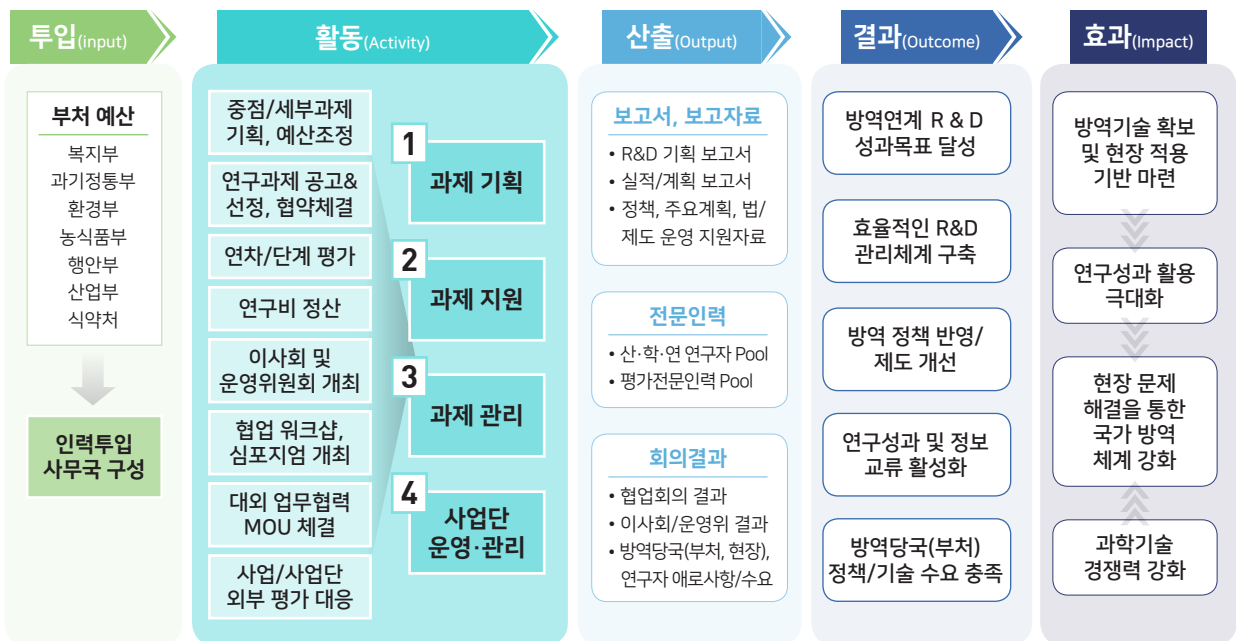 투입(input)
부처 예산
복지부
과기정통부
환경부
농식품부
행안부
산업부
식약처
인력투입
사무국 구성
활동(Activity)
중점/세부과제
기획, 예산조정
연구과제 공고&
선정, 협약체결
연차/단계 평가
연구비 정산
이사회 및
운영위원회 개최
협업 워크샵,
심포지엄 개최
대외 업무협력
MOU 체결
사업/사업단
외부 평가 대응
1
과제 기획
2
과제 지원
3
과제 관리
4
사업단
운영·관리
산출(Output)
보고서, 보고자료
• R&D 기획 보고서
• 실적/계획 보고서
• 정책, 주요계획, 법/
제도 운영 지원자료
전문인력
• 산·학·연 연구자 Pool
• 평가전문인력 Pool
회의결과
• 협업회의 결과
• 이사회/운영위 결과
• 방역당국(부처, 현장),
연구자 애로사항/수요
결과(Outcome)
방역연계 R & D
성과목표 달성
효율적인 R&D
관리체계 구축
방역 정책 반영/
제도 개선
연구성과 및 정보
교류 활성화
방역당국(부처)
정책/기술 수요 충족
효과(Impact)
방역기술 확보
및 현장 적용
기반 마련
연구성과 활용
극대화
현장 문제
해결을 통한
국가 방역
체계 강화
과학기술
경쟁력 강화